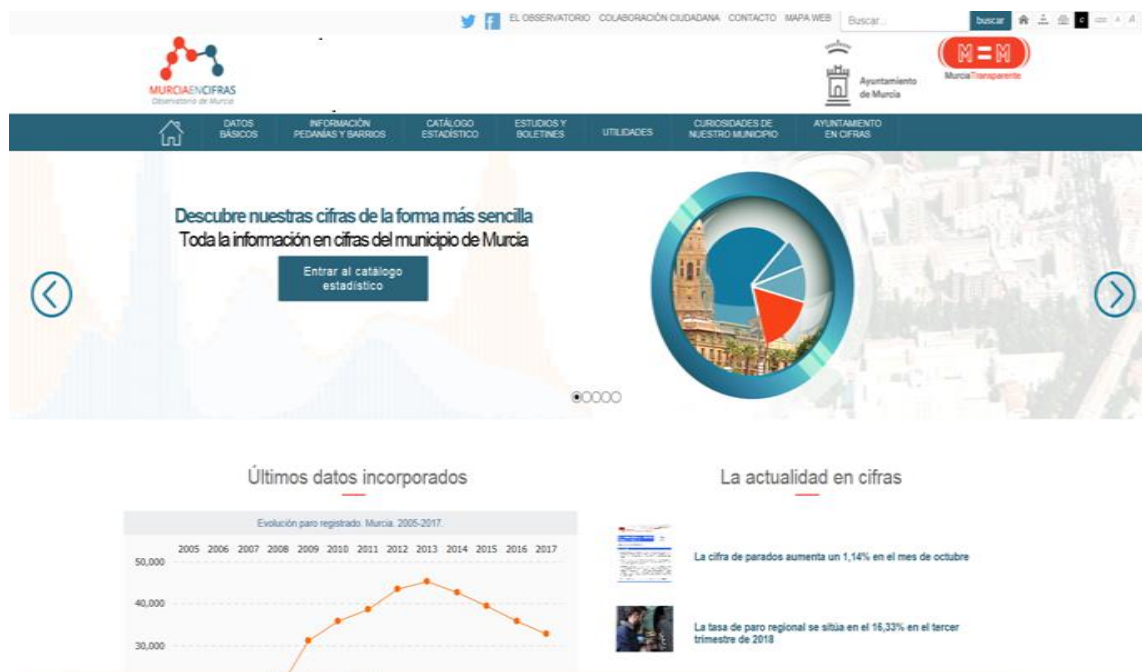 EL OBSERVATORIO COLABORACIÓN CIUDADANA CONTACTO MAPA WEB Buscar... buscar
MURCIAENCIFRAS
Observatorio de Murcia
Ayuntamiento
de Murcia
M=M
MurciaTransparente
DATOS
BÁSICOS
INFORMACIÓN
PEDANÍAS Y BARRIOS
CATÁLOGO
ESTADÍSTICO
ESTUDIOS Y
BOLETINES
UTILIDADES
CURIOSIDADES DE
NUESTRO MUNICIPIO
AYUNTAMIENTO
EN CIFRAS
Descubre nuestras cifras de la forma más sencilla
Toda la información en cifras del municipio de Murcia
Entrar al catálogo
estadístico
Últimos datos incorporados
Evolución paro registrado. Murcia. 2005-2017.
2005 2006 2007 2008 2009 2010 2011 2012 2013 2014 2015 2016 2017
50,000
40,000
30,000
La actualidad en cifras
La cifra de parados aumenta un 1,14% en el mes de octubre
La tasa de paro regional se sitúa en el 16,33% en el tercer
trimestre de 2018